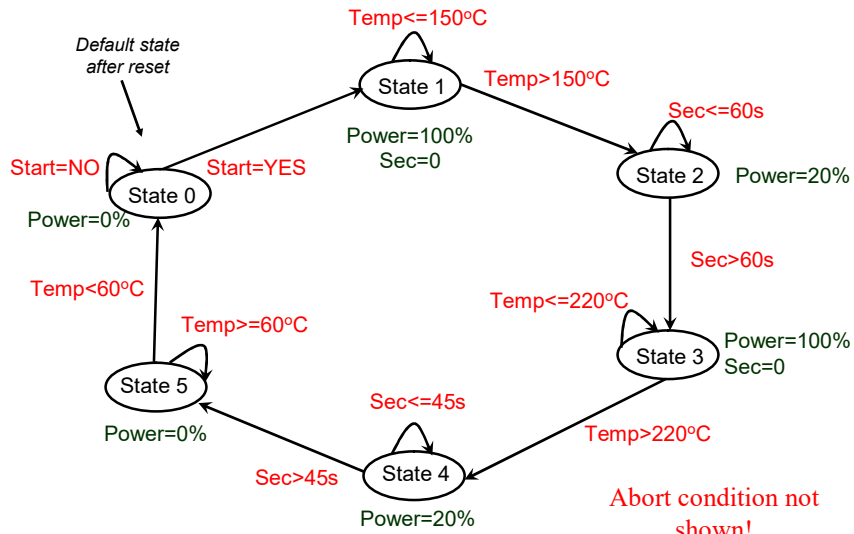 Temp<=150°C
Default state
after reset
State 1
Temp>150°C
Sec<=60s
Power=100%
Sec=0
Start=NO
Start=YES
State 0
State 2
Power=20%
Power=0%
Sec>60s
Temp<60°C
Temp<=220°C
Temp>=60°C
Power=100%
Sec=0
State 3
State 5
Sec<=45s
Power=0%
Temp>220°C
Sec>45s
State 4
Power=20%
Abort condition not
shown!